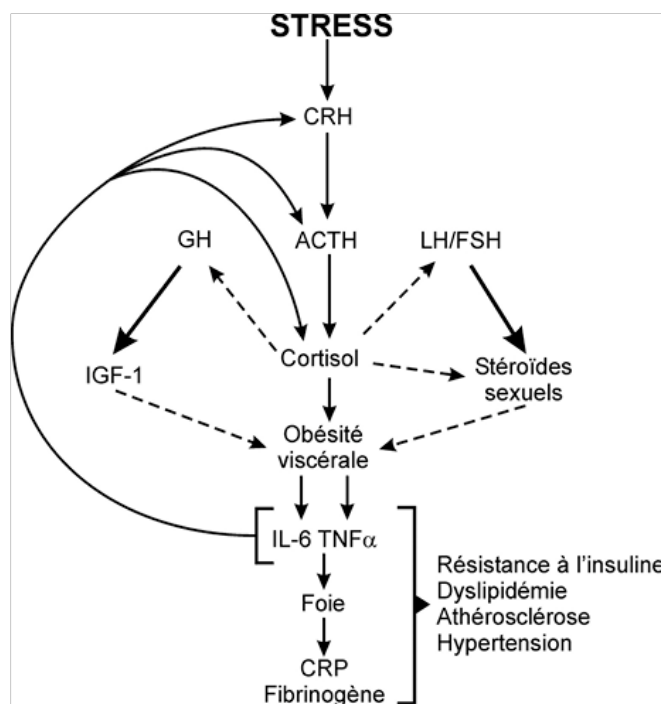 STRESS
CRH
GH
ACTH
LH/FSH
IGF-1
Cortisol
Stéroïdes
sexuels
Obésité
viscérale
IL-6 TNFα
Foie
CRP
Fibrinogène
Résistance à l'insuline
Dyslipidémie
Athérosclérose
Hypertension